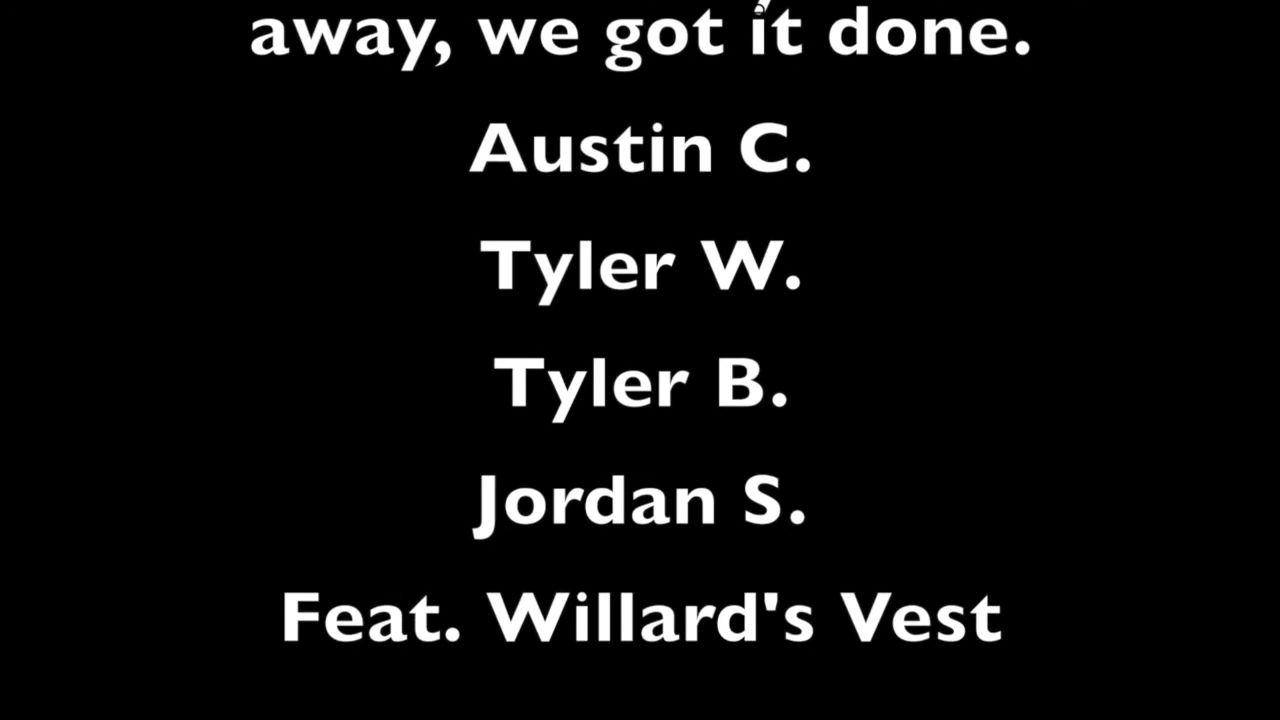 away, we got it done.
Austin C.
Tyler W.
Tyler B.
Jordan S.
Feat. Willard's Vest